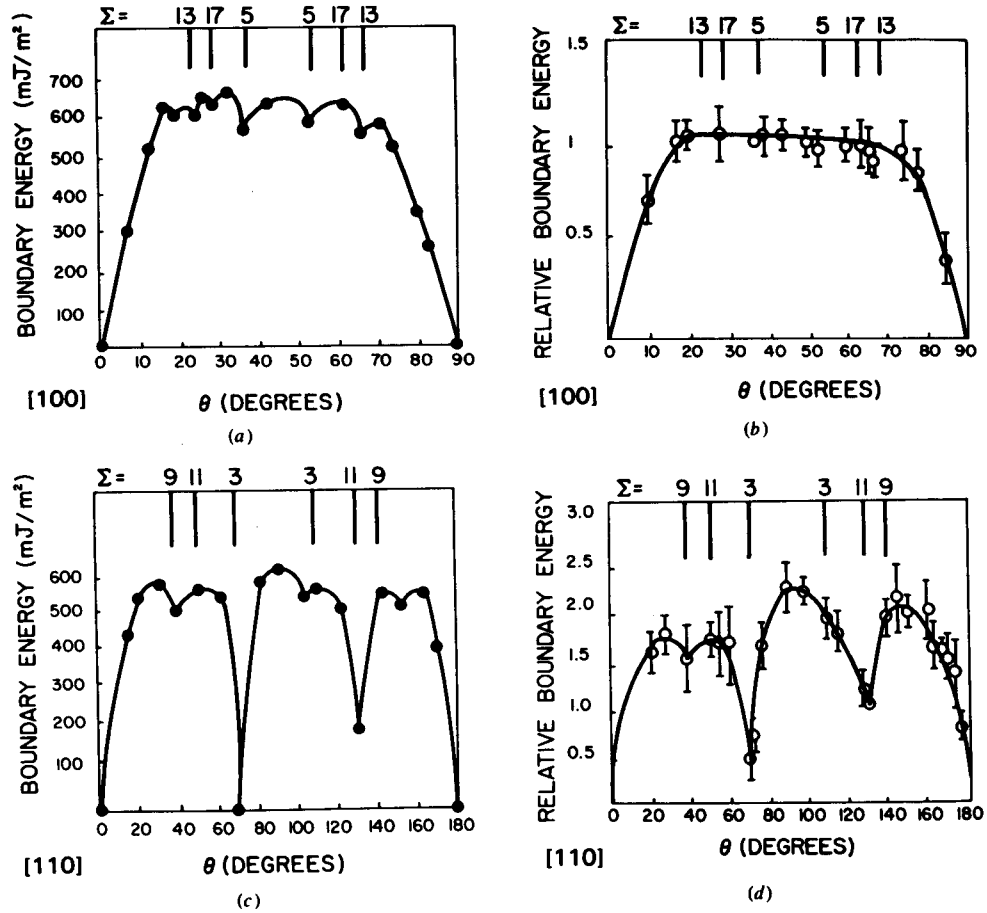 Σ= 13 17 5 5 17 13
BOUNDARY ENERGY (mJ/m²)
700
600
500
400
300
200
100
0 10 20 30 40 50 60 70 80 90
[100] θ (DEGREES)
(a)
Σ= 13 17 5 5 17 13
RELATIVE BOUNDARY ENERGY
1.5
1.0
0.5
0 10 20 30 40 50 60 70 80 90
[100] θ (DEGREES)
(b)
Σ= 9 11 3 3 11 9
BOUNDARY ENERGY (mJ/m²)
600
500
400
300
200
100
0 20 40 60 80 100 120 140 160 180
[110] θ (DEGREES)
(c)
Σ= 9 11 3 3 11 9
RELATIVE BOUNDARY ENERGY
3.0
2.5
2.0
1.5
1.0
0.5
0 20 40 60 80 100 120 140 160 180
[110] θ (DEGREES)
(d)